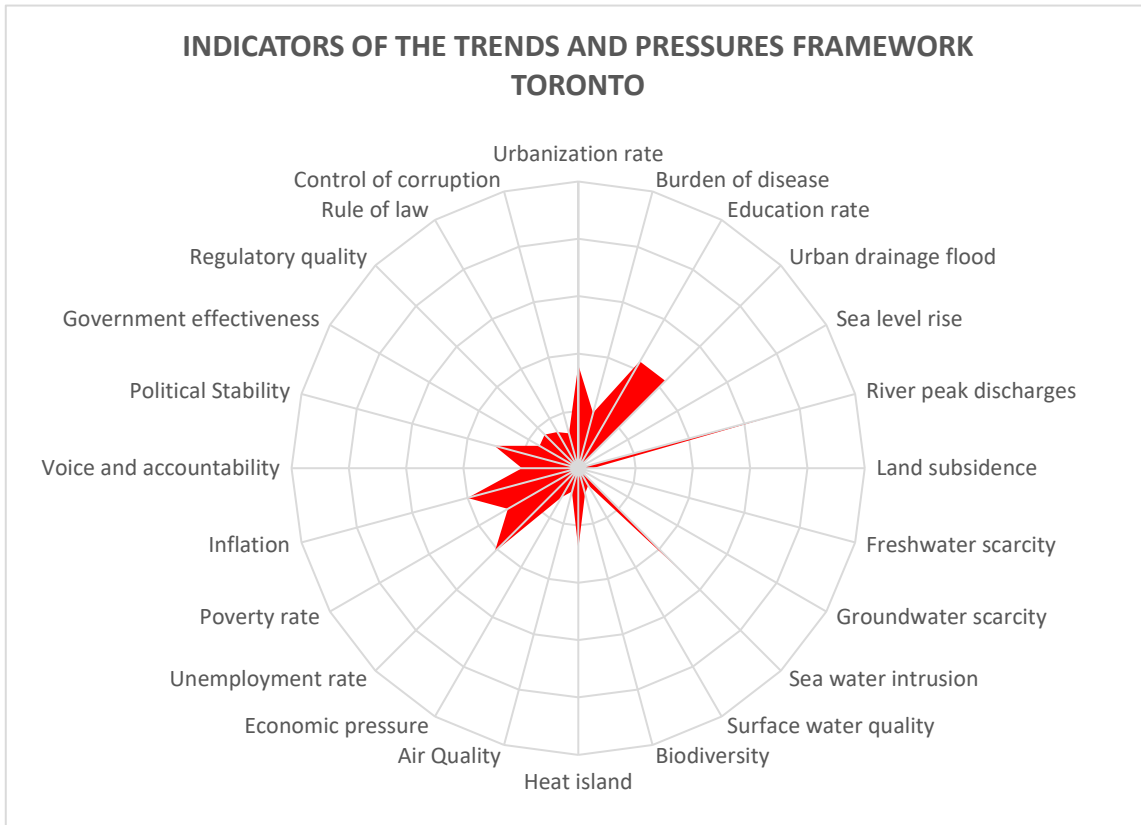 INDICATORS OF THE TRENDS AND PRESSURES FRAMEWORK
TORONTO
Urbanization rate
Burden of disease
Education rate
Urban drainage flood
Sea level rise
River peak discharges
Land subsidence
Freshwater scarcity
Groundwater scarcity
Sea water intrusion
Surface water quality
Biodiversity
Heat island
Air Quality
Economic pressure
Unemployment rate
Poverty rate
Inflation
Voice and accountability
Political Stability
Government effectiveness
Regulatory quality
Rule of law
Control of corruption